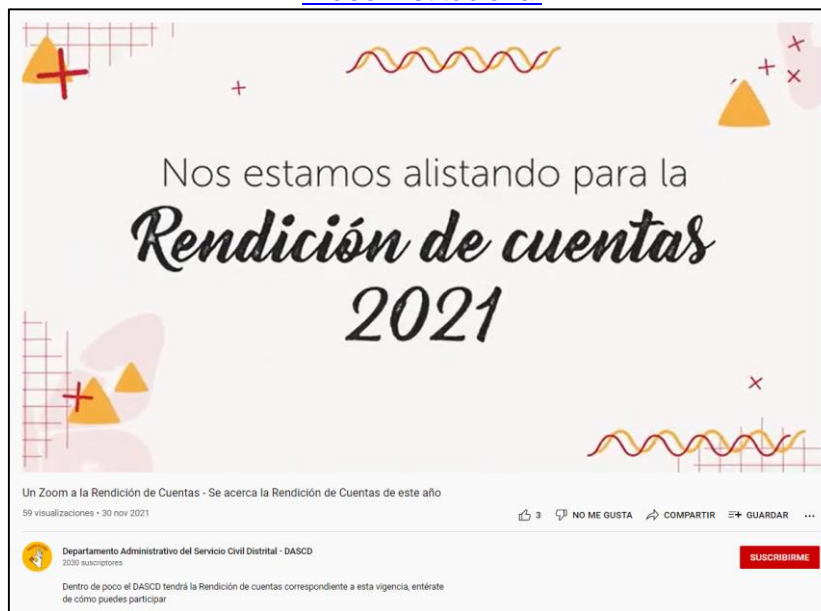 Nos estamos alistando para la
Rendición de cuentas
2021
Un Zoom a la Rendición de Cuentas - Se acerca la Rendición de Cuentas de este año
59 visualizaciones • 30 nov 2021
3 NO ME GUSTA COMPARTIR GUARDAR ...
Departamento Administrativo del Servicio Civil Distrital - DASCD
2030 suscriptores
SUSCRIBIRME
Dentro de poco el DASCD tendrá la Rendición de cuentas correspondiente a esta vigencia, entérate
de cómo puedes participar